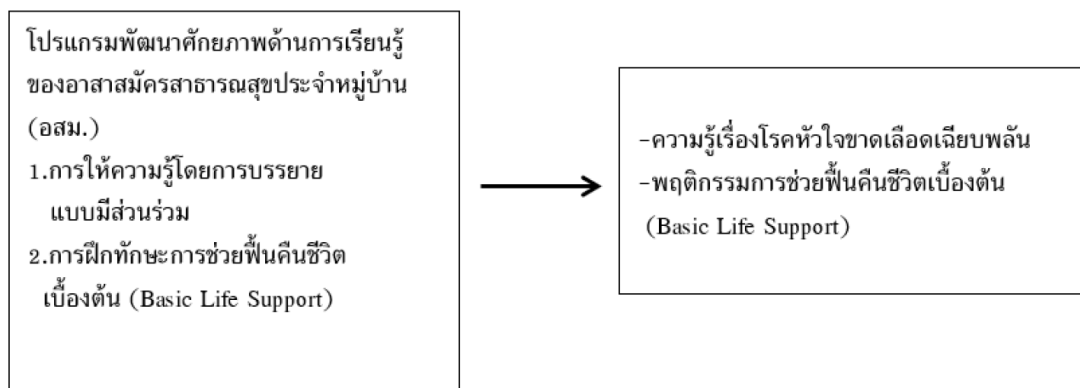 โปรแกรมพัฒนาศักยภาพด้านการเรียนรู้
ของอาสาสมัครสาธารณสุขประจำหมู่บ้าน
(อสม.)
1.การให้ความรู้โดยการบรรยาย
แบบมีส่วนร่วม
2.การฝึกทักษะการช่วยฟื้นคืนชีวิต
เบื้องต้น (Basic Life Support)
-ความรู้เรื่องโรคหัวใจขาดเลือดเฉียบพลัน
-พฤติกรรมการช่วยฟื้นคืนชีวิตเบื้องต้น
(Basic Life Support)